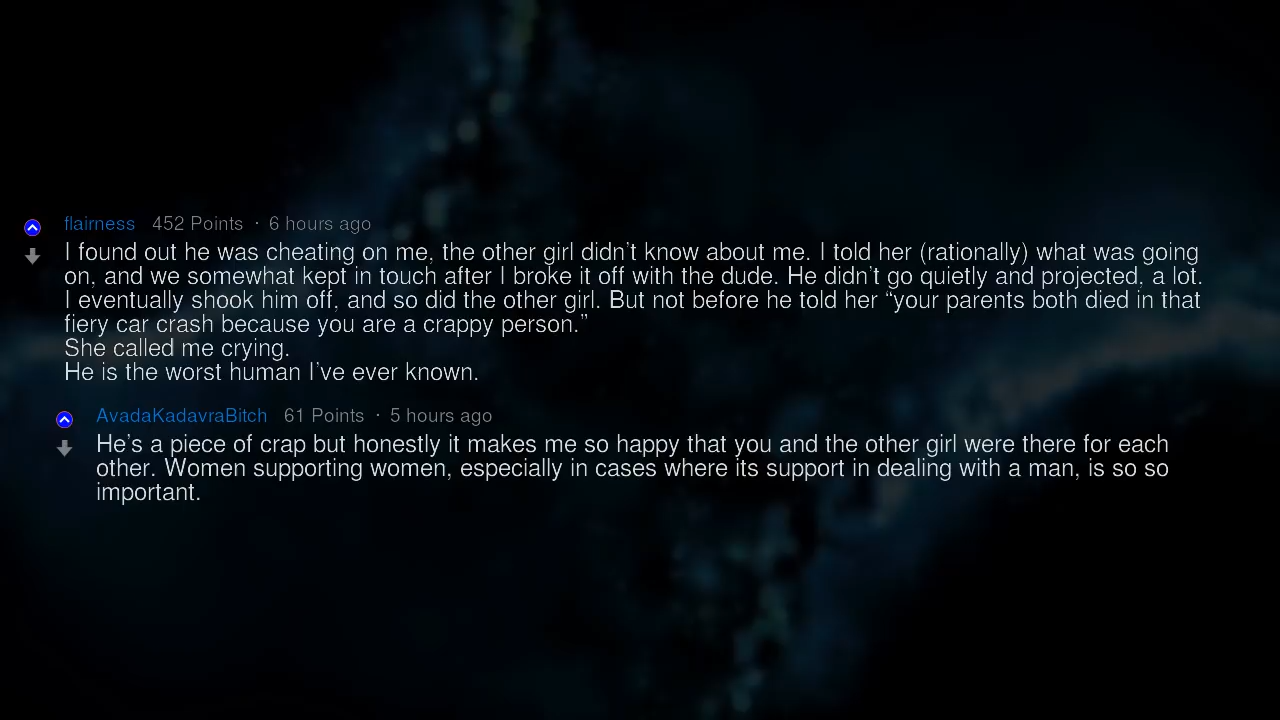 flairness 452 Points · 6 hours ago
I found out he was cheating on me, the other girl didn’t know about me. I told her (rationally) what was going
on, and we somewhat kept in touch after I broke it off with the dude. He didn’t go quietly and projected, a lot.
I eventually shook him off, and so did the other girl. But not before he told her “your parents both died in that
fiery car crash because you are a crappy person.”
She called me crying.
He is the worst human I’ve ever known.
AvadaKadavraBitch 61 Points · 5 hours ago
He’s a piece of crap but honestly it makes me so happy that you and the other girl were there for each
other. Women supporting women, especially in cases where its support in dealing with a man, is so so
important.